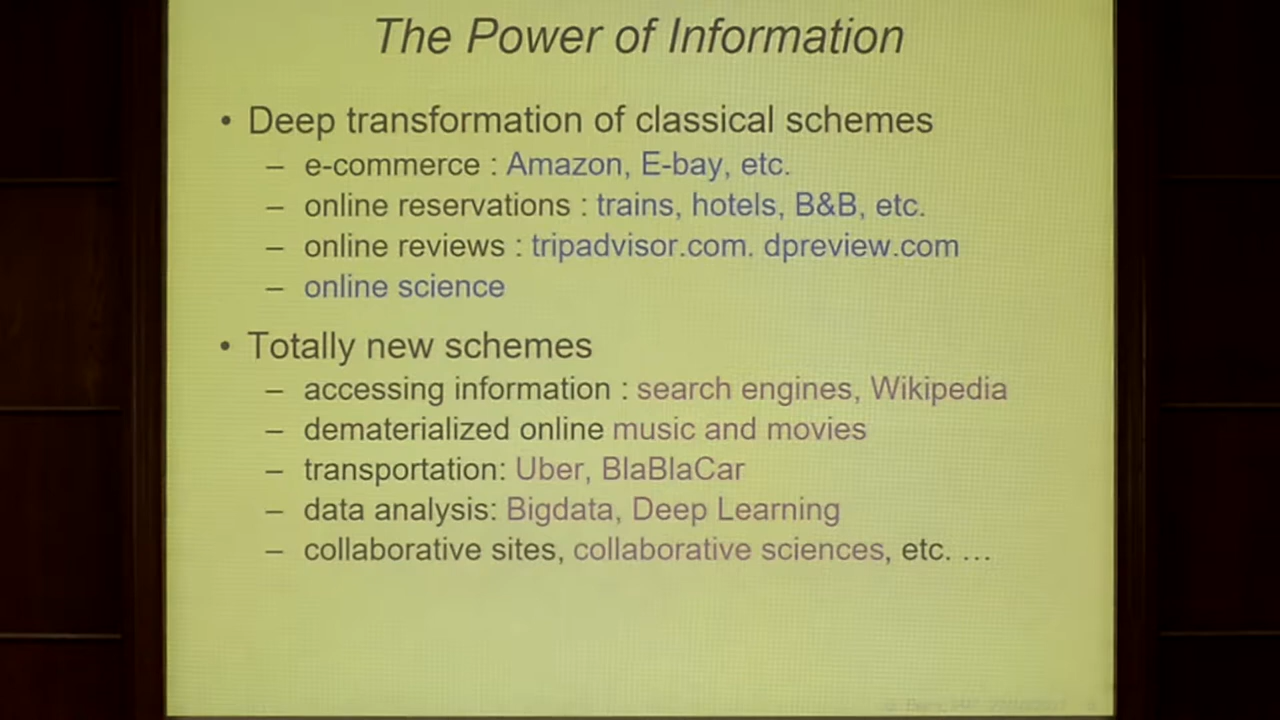 The Power of Information
• Deep transformation of classical schemes
– e-commerce : Amazon, E-bay, etc.
– online reservations : trains, hotels, B&B, etc.
– online reviews : tripadvisor.com. dpreview.com
– online science
• Totally new schemes
– accessing information : search engines, Wikipedia
– dematerialized online music and movies
– transportation: Uber, BlaBlaCar
– data analysis: Bigdata, Deep Learning
– collaborative sites, collaborative sciences, etc. …